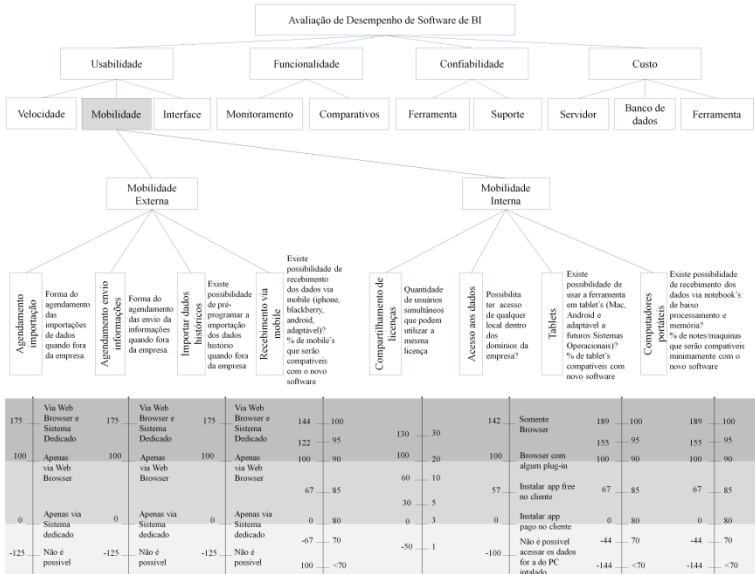 Avaliação de Desempenho de Software de BI
Usabilidade
Funcionalidade
Confiabilidade
Custo
Velocidade
Mobilidade
Interface
Monitoramento
Comparativos
Ferramenta
Suporte
Servidor
Banco de
dados
Ferramenta
Mobilidade
Externa
Mobilidade
Interna
Agendamento
importação
Forma do
agendamento
das
importações
de dados
quando fora
da empresa
Agendamento envio
informações
Forma do
agendamento
das envio da
informações
quando fora
da empresa.
Importar dados
históricos
Existe
possibilidade
de pré-
programar a
importação
dos dados
histório
quando fora
da empresa
Recebimento via
mobile
Existe
possibilidade de
recebimento
dos dados via
mobile (iphone,
blackberry,
android,
adaptável)?
% de mobile's
que serão
compatíveis
com o novo
software
Compartilhamento de
licenças
Quantidade
de usuários
simultâneos
que podem
utilizar a
mesma
licença
Acesso aos dados
Possibilita
ter acesso
de qualquer
local dentro
dos
dominios da
empresa?
Tablets
Existe
possibilidade de
usar a ferramenta
em tablet's (Mac,
Android e
adaptável a
futuros Sistemas
Operacionais)?
% de tablet's
compatíveis com
novo software
Computadores
portáteis
Existe possibilidade
de recebimento dos
dados via notebook's
de baixo
processamento e
memória?
% de notes/maquinas
que serão compatíveis
minimamente com o
novo software
175
Via Web
Browser e
Sistema
Dedicado
100
Apenas
via Web
Browser
0
Apenas via
Sistema
dedicado
-125
Não é
possivel
175
Via Web
Browser e
Sistema
Dedicado
100
Apenas
via Web
Browser
0
Apenas via
Sistema
dedicado
-125
Não é
possivel
175
Via Web
Browser e
Sistema
Dedicado
100
Apenas
via Web
Browser
0
Apenas via
Sistema
dedicado
-125
Não é
possivel
144 100
122 95
100 90
67 85
0 80
-67 70
100 <70
130 30
100 20
60 10
30 5
0 3
-50 1
142
Somente
Browser
100
Browser com
algum plug-in
57
Instalar app free
no cliente
0
Instalar app
pago no cliente
-100
Não é possivel
acessar os dados
for a do PC
intalado
189 100
155 95
100 90
67 85
0 80
-44 70
-144 <70
189 100
155 95
100 90
67 85
0 80
-44 70
-144 <70